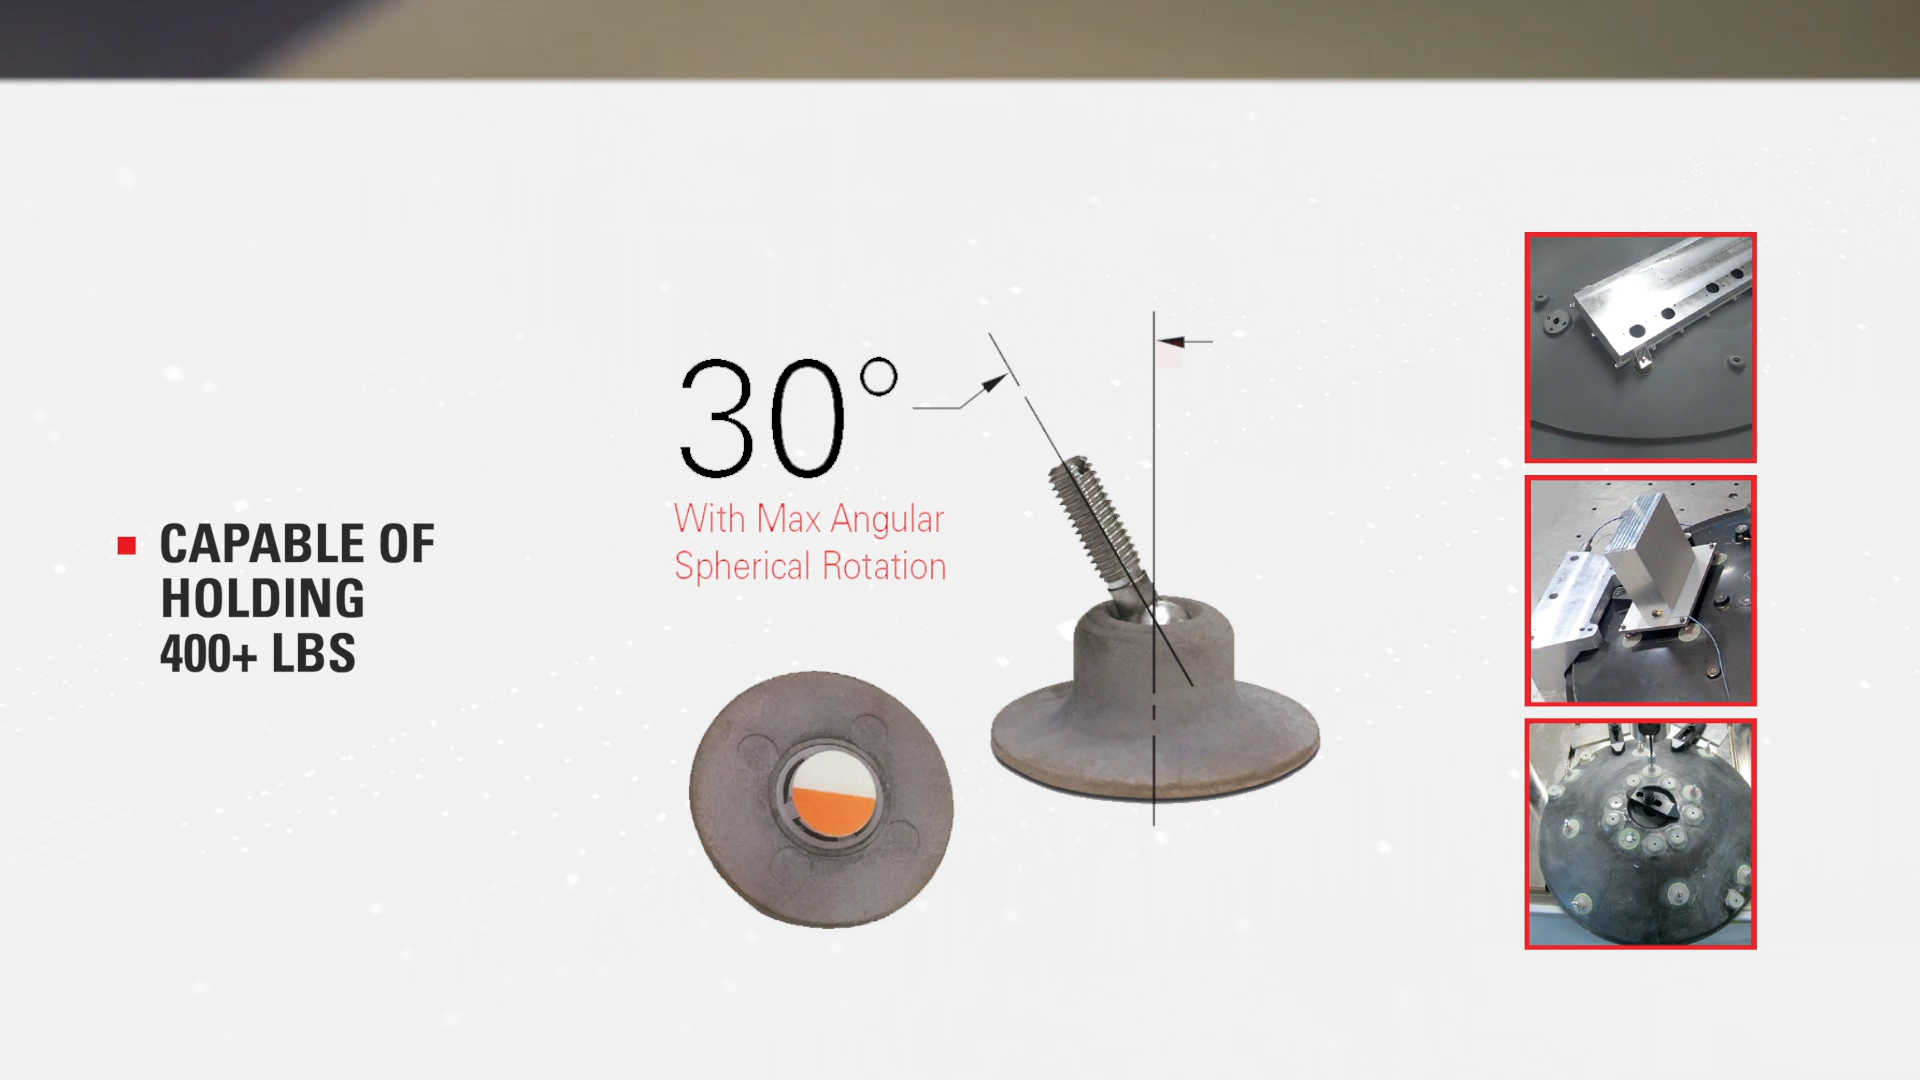 30°
With Max Angular
Spherical Rotation
CAPABLE OF
HOLDING
400+ LBS